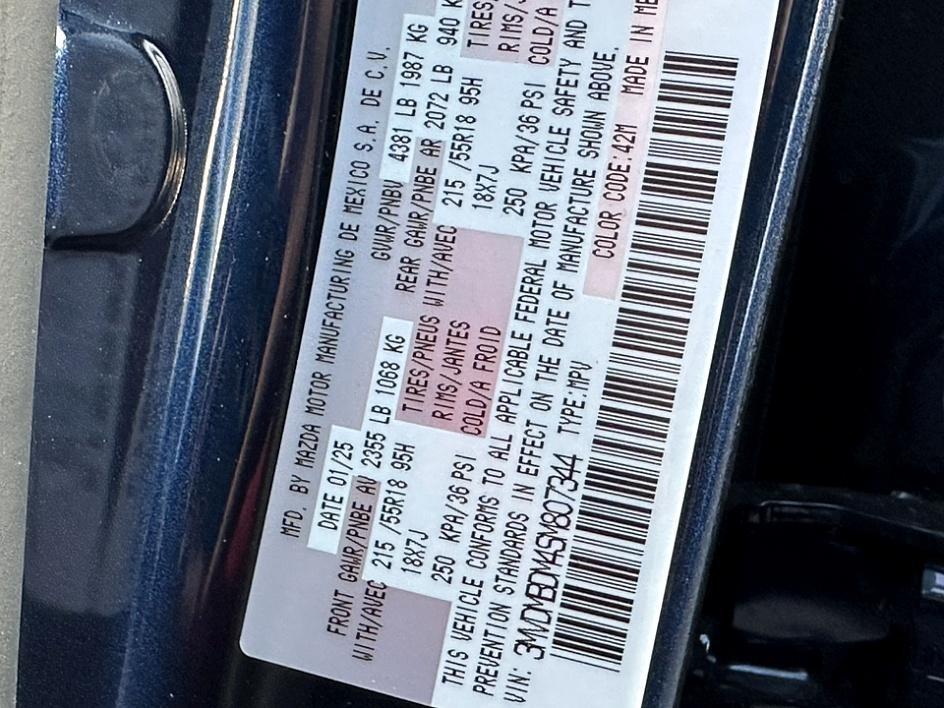 MFD. BY MAZDA MOTOR MANUFACTURING DE MEXICO S.A. DE C.V.
DATE 01/25 GVWR/PNBV 4381 LB 1987 KG
FRONT GAWR/PNBE AV 2355 LB 1068 KG REAR GAWR/PNBE AR 2072 LB 940 K
WITH/AVEC 215 /55R18 95H TIRES/PNEUS WITH/AVEC 215 /55R18 95H TIRES/
18X7J RIMS/JANTES 18X7J RIMS/J
250 KPA/36 PSI COLD/A FROID 250 KPA/36 PSI COLD/A
THIS VEHICLE CONFORMS TO ALL APPLICABLE FEDERAL MOTOR VEHICLE SAFETY AND T
PREVENTION STANDARDS IN EFFECT ON THE DATE OF MANUFACTURE SHOWN ABOVE.
VIN: 3MVDMBDM4SM807344 TYPE:MPV COLOR CODE:42M MADE IN ME